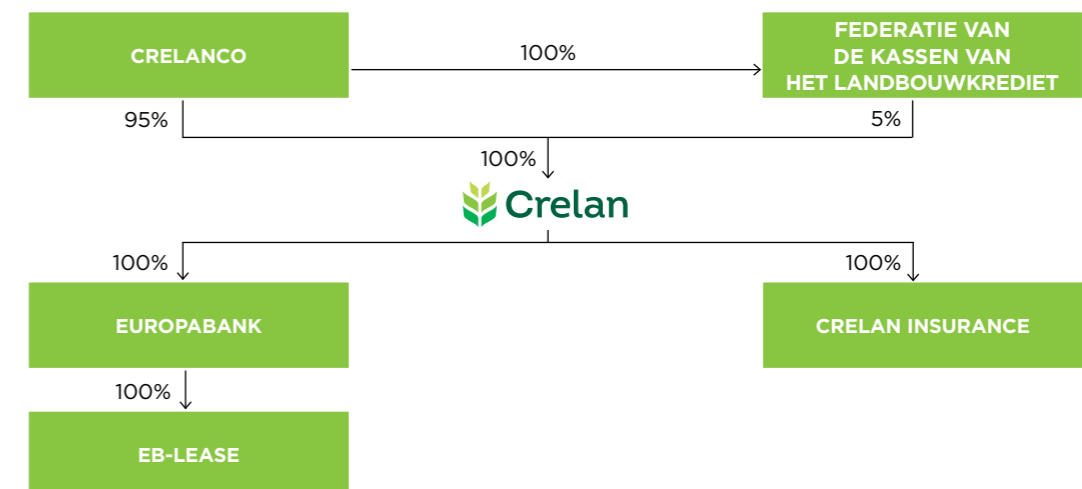 CRELANCO
100%
FEDERATIE VAN
DE KASSEN VAN
HET LANDBOUWKREDIET
95%
5%
100%
Crelan
100%
100%
EUROPABANK
CRELAN INSURANCE
100%
EB-LEASE